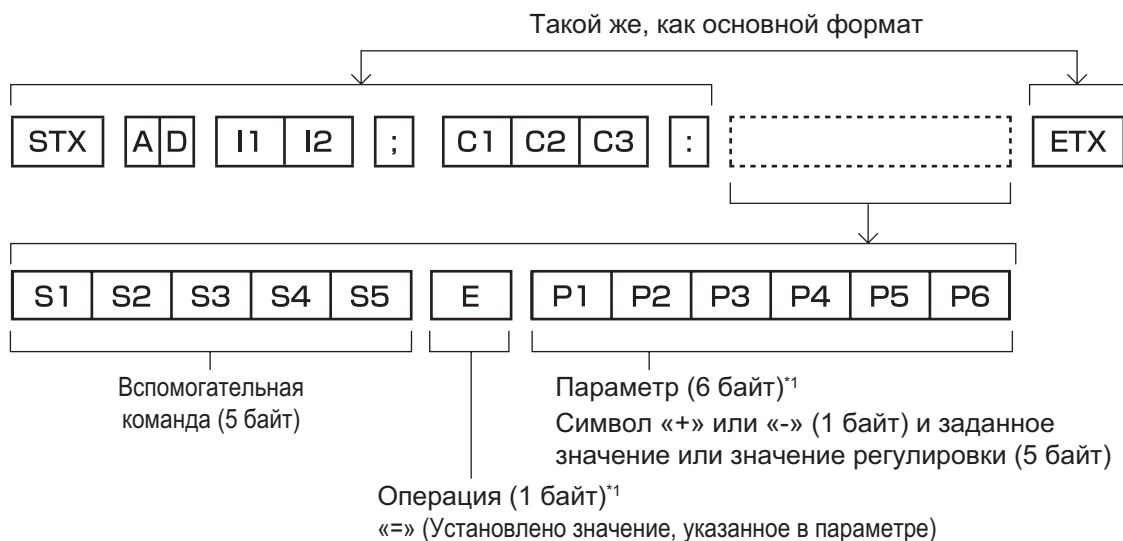 Такой же, как основной формат
STX A D I1 I2 ; C1 C2 C3 : ETX
S1 S2 S3 S4 S5 E P1 P2 P3 P4 P5 P6
Вспомогательная
команда (5 байт)
Параметр (6 байт)*1
Символ «+» или «-» (1 байт) и заданное
значение или значение регулировки (5 байт)
Операция (1 байт)*1
«=» (Установлено значение, указанное в параметре)